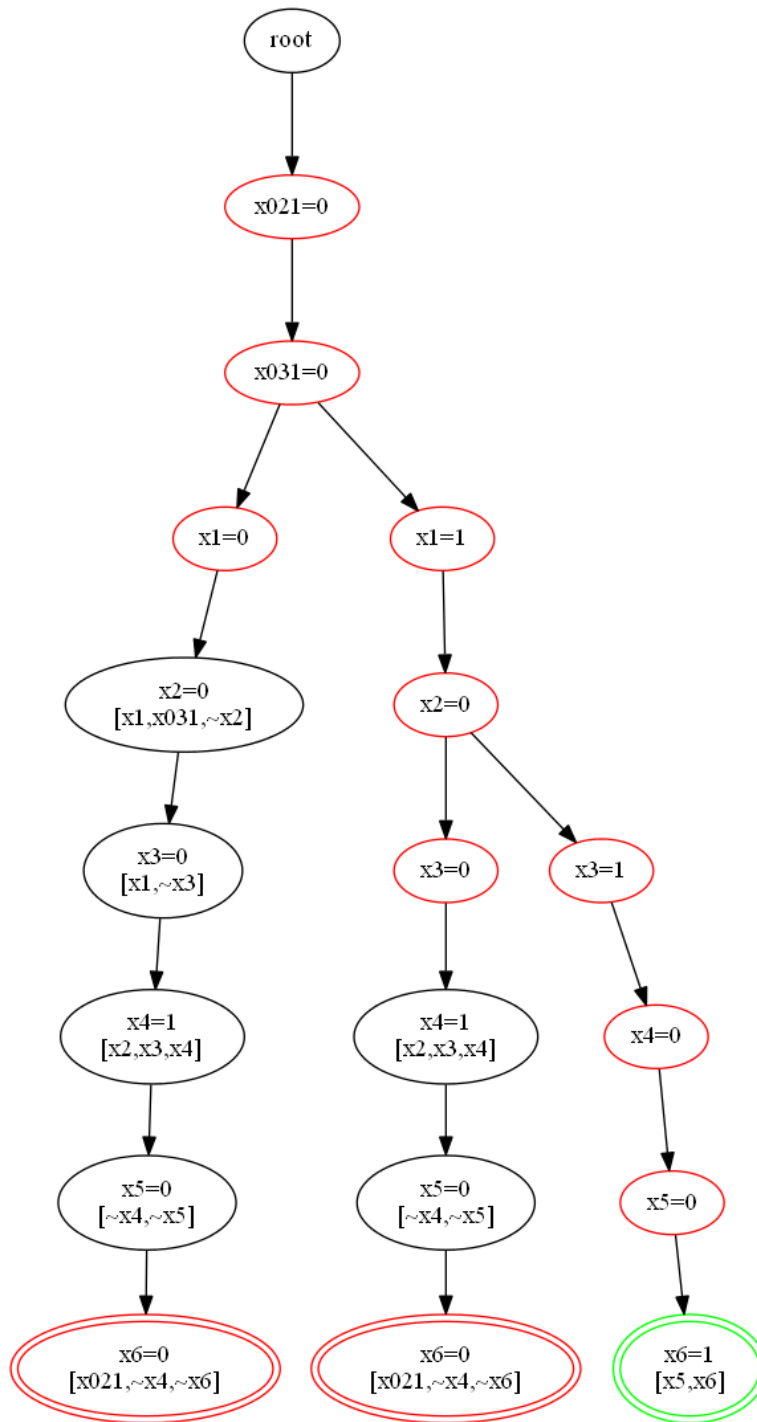 root
x021=0
x031=0
x1=0
x1=1
x2=0
[x1,x031,~x2]
x2=0
x3=0
[x1,~x3]
x3=0
x3=1
x4=1
[x2,x3,x4]
x4=1
[x2,x3,x4]
x4=0
x5=0
[~x4,~x5]
x5=0
[~x4,~x5]
x5=0
x6=0
[x021,~x4,~x6]
x6=0
[x021,~x4,~x6]
x6=1
[x5,x6]